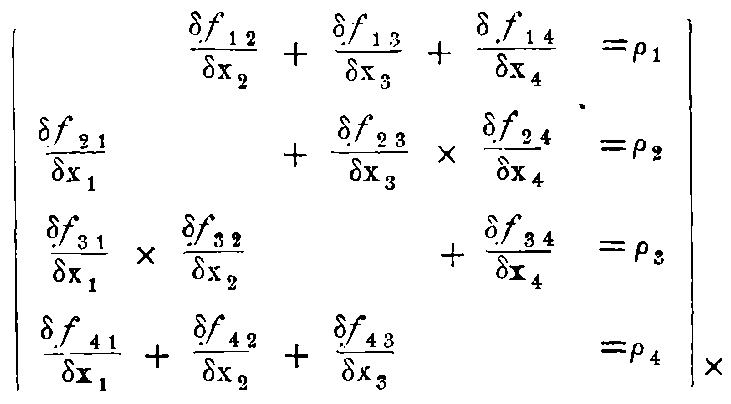 δf₁₂/δx₂ + δf₁₃/δx₃ + δf₁₄/δx₄ =ρ₁
δf₂₁/δx₁ + δf₂₃/δx₃ × δf₂₄/δx₄ =ρ₂
δf₃₁/δx₁ × δf₃₂/δx₂ + δf₃₄/δx₄ =ρ₃
δf₄₁/δx₁ + δf₄₂/δx₂ + δf₄₃/δx₃ =ρ₄ ×